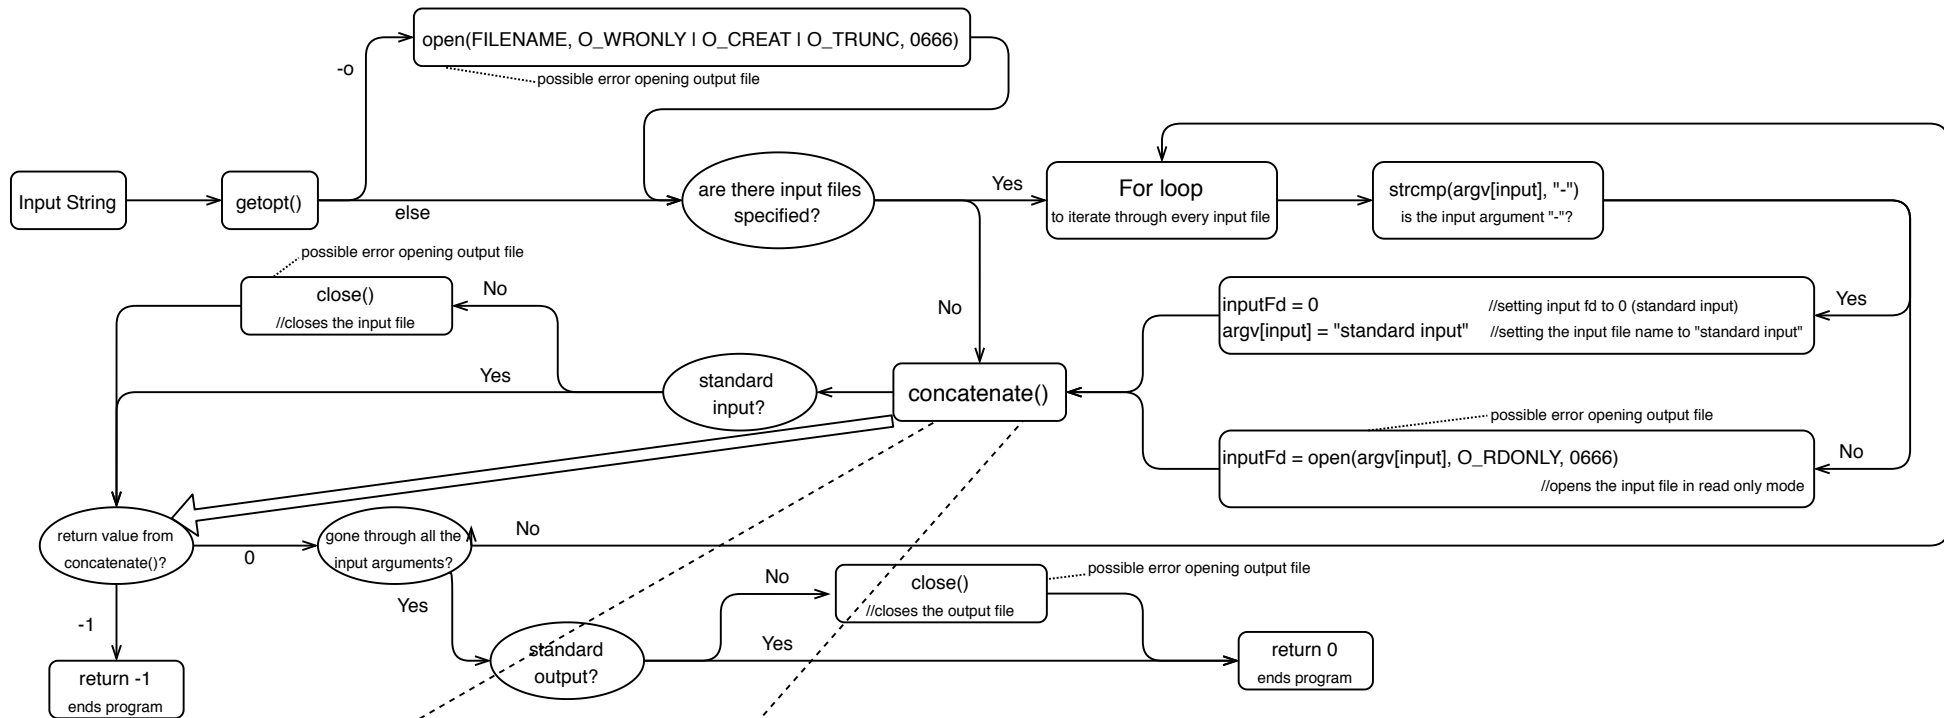 open(FILENAME, O_WRONLY | O_CREAT | O_TRUNC, 0666)
-o
possible error opening output file
Input String
getopt()
else
are there input files
specified?
Yes
For loop
to iterate through every input file
strcmp(argv[input], "-")
is the input argument "-"?
possible error opening output file
close()
//closes the input file
No
No
inputFd = 0 //setting input fd to 0 (standard input)
argv[input] = "standard input" //setting the input file name to "standard input"
Yes
Yes
standard
input?
concatenate()
possible error opening output file
inputFd = open(argv[input], O_RDONLY, 0666)
//opens the input file in read only mode
No
return value from
concatenate()?
0
gone through all the
input arguments?
No
Yes
No
close()
//closes the output file
possible error opening output file
-1
standard
output?
Yes
return 0
ends program
return -1
ends program